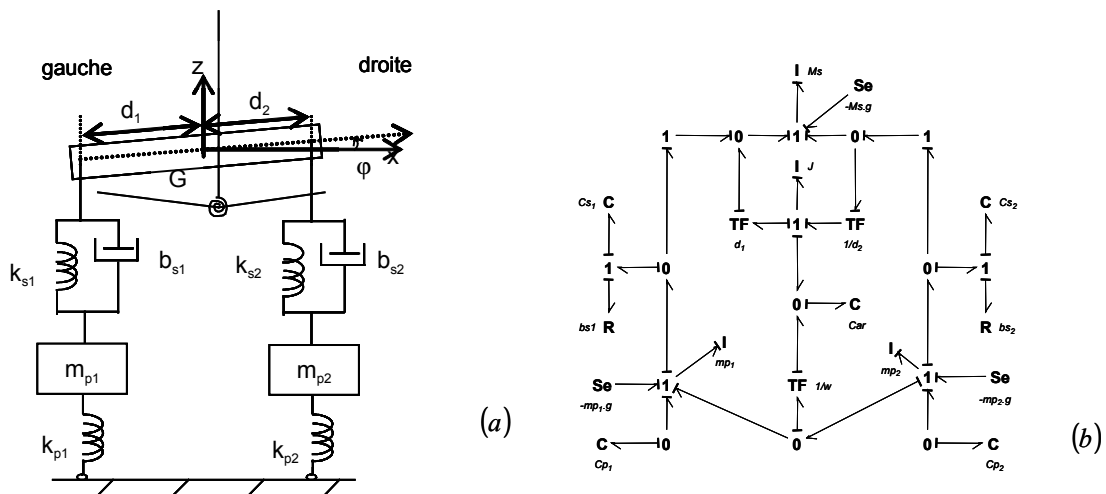 gauche
droite
z
d1
d2
x
φ
G
ks1
bs1
ks2
bs2
mp1
mp2
kp1
kp2
(a)
I Ms
Se
-Ms.g
1 0 1 0 1
I J
Cs1 C
C Cs2
TF 1 TF
d1
1/d2
1 0
0 1
0 C
Car
bs1 R
R bs2
I
mp1
I
mp2
Se 1
-mp1.g
TF 1/w
1 Se
-mp2.g
C 0
Cp1
0
0 C
Cp2
(b)